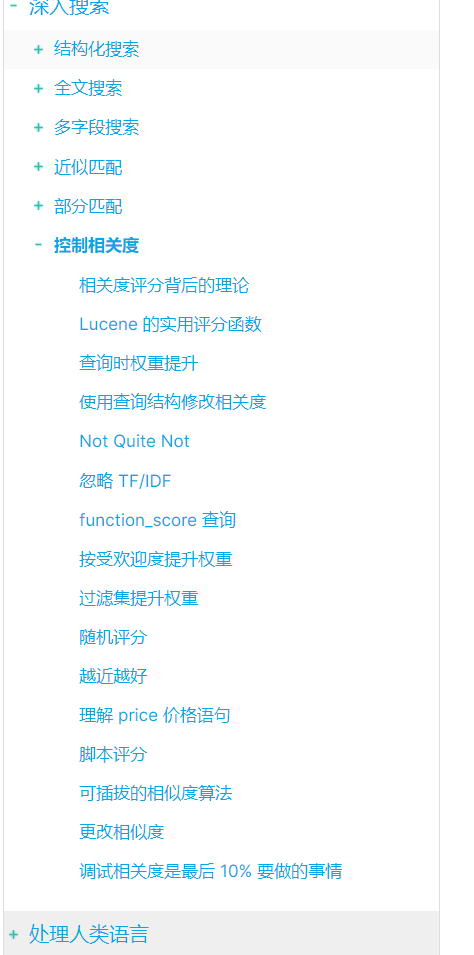 - 深入搜索
+ 结构化搜索
+ 全文搜索
+ 多字段搜索
+ 近似匹配
+ 部分匹配
- 控制相关度
相关度评分背后的理论
Lucene 的实用评分函数
查询时权重提升
使用查询结构修改相关度
Not Quite Not
忽略 TF/IDF
function_score 查询
按受欢迎度提升权重
过滤集提升权重
随机评分
越近越好
理解 price 价格语句
脚本评分
可插拔的相似度算法
更改相似度
调试相关度是最后 10% 要做的事情
+ 处理人类语言